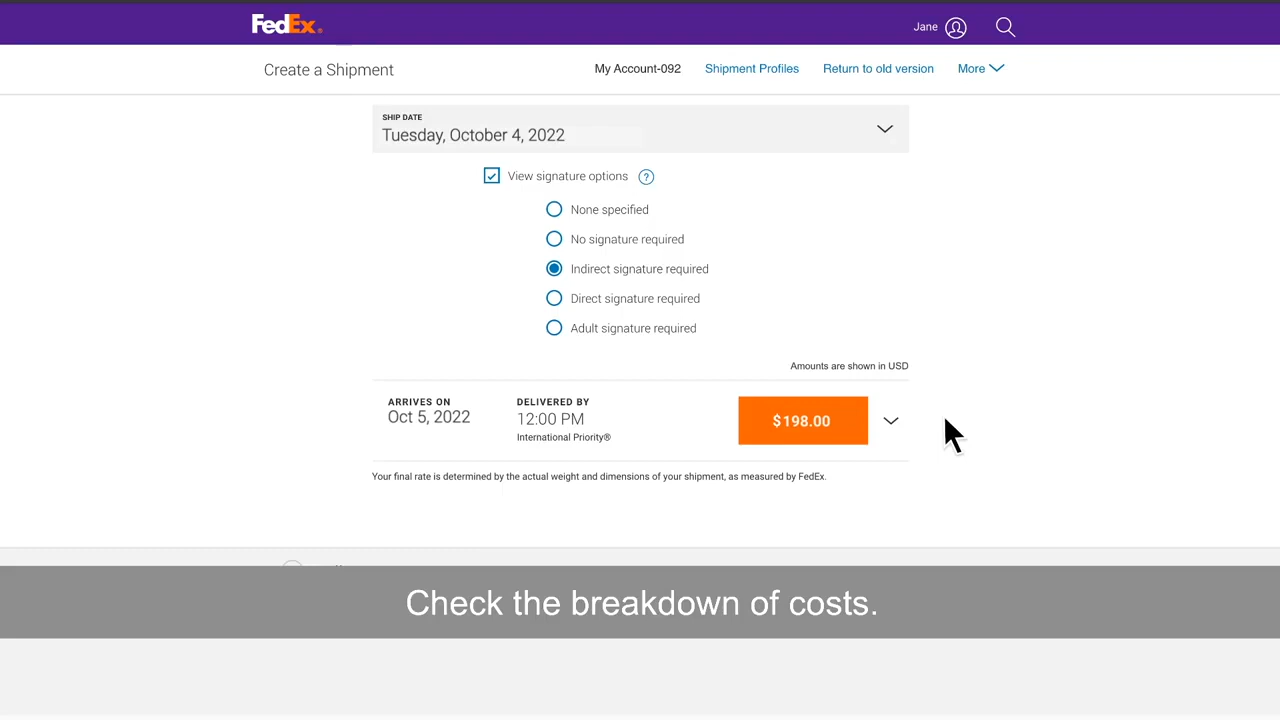 FedEx®
Jane
Create a Shipment
My Account-092
Shipment Profiles
Return to old version
More
SHIP DATE
Tuesday, October 4, 2022
View signature options ?
None specified
No signature required
Indirect signature required
Direct signature required
Adult signature required
Amounts are shown in USD
ARRIVES ON
Oct 5, 2022
DELIVERED BY
12:00 PM
International Priority®
$198.00
Your final rate is determined by the actual weight and dimensions of your shipment, as measured by FedEx.
Check the breakdown of costs.